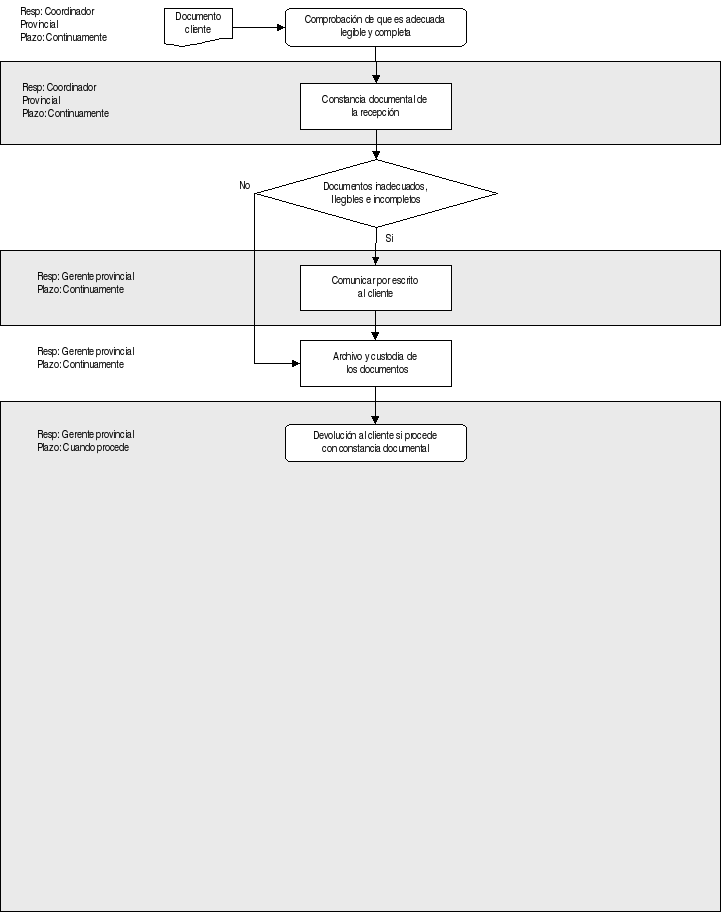 Resp: Coordinador
Provincial
Plazo: Continuamente
Documento
cliente
Comprobación de que es adecuada
legible y completa
Resp: Coordinador
Provincial
Plazo: Continuamente
Constancia documental de
la recepción
No
Documentos inadecuados,
Ilegbles e incompletos
Si
Resp: Gerente provincial
Plazo: Continuamente
Comunicar por escrito
al cliente
Resp: Gerente provincial
Plazo: Continuamente
Archivo y custodia de
los documentos
Resp: Gerente provincial
Plazo: Cuando procede
Devolución al cliente si procede
con constancia documental